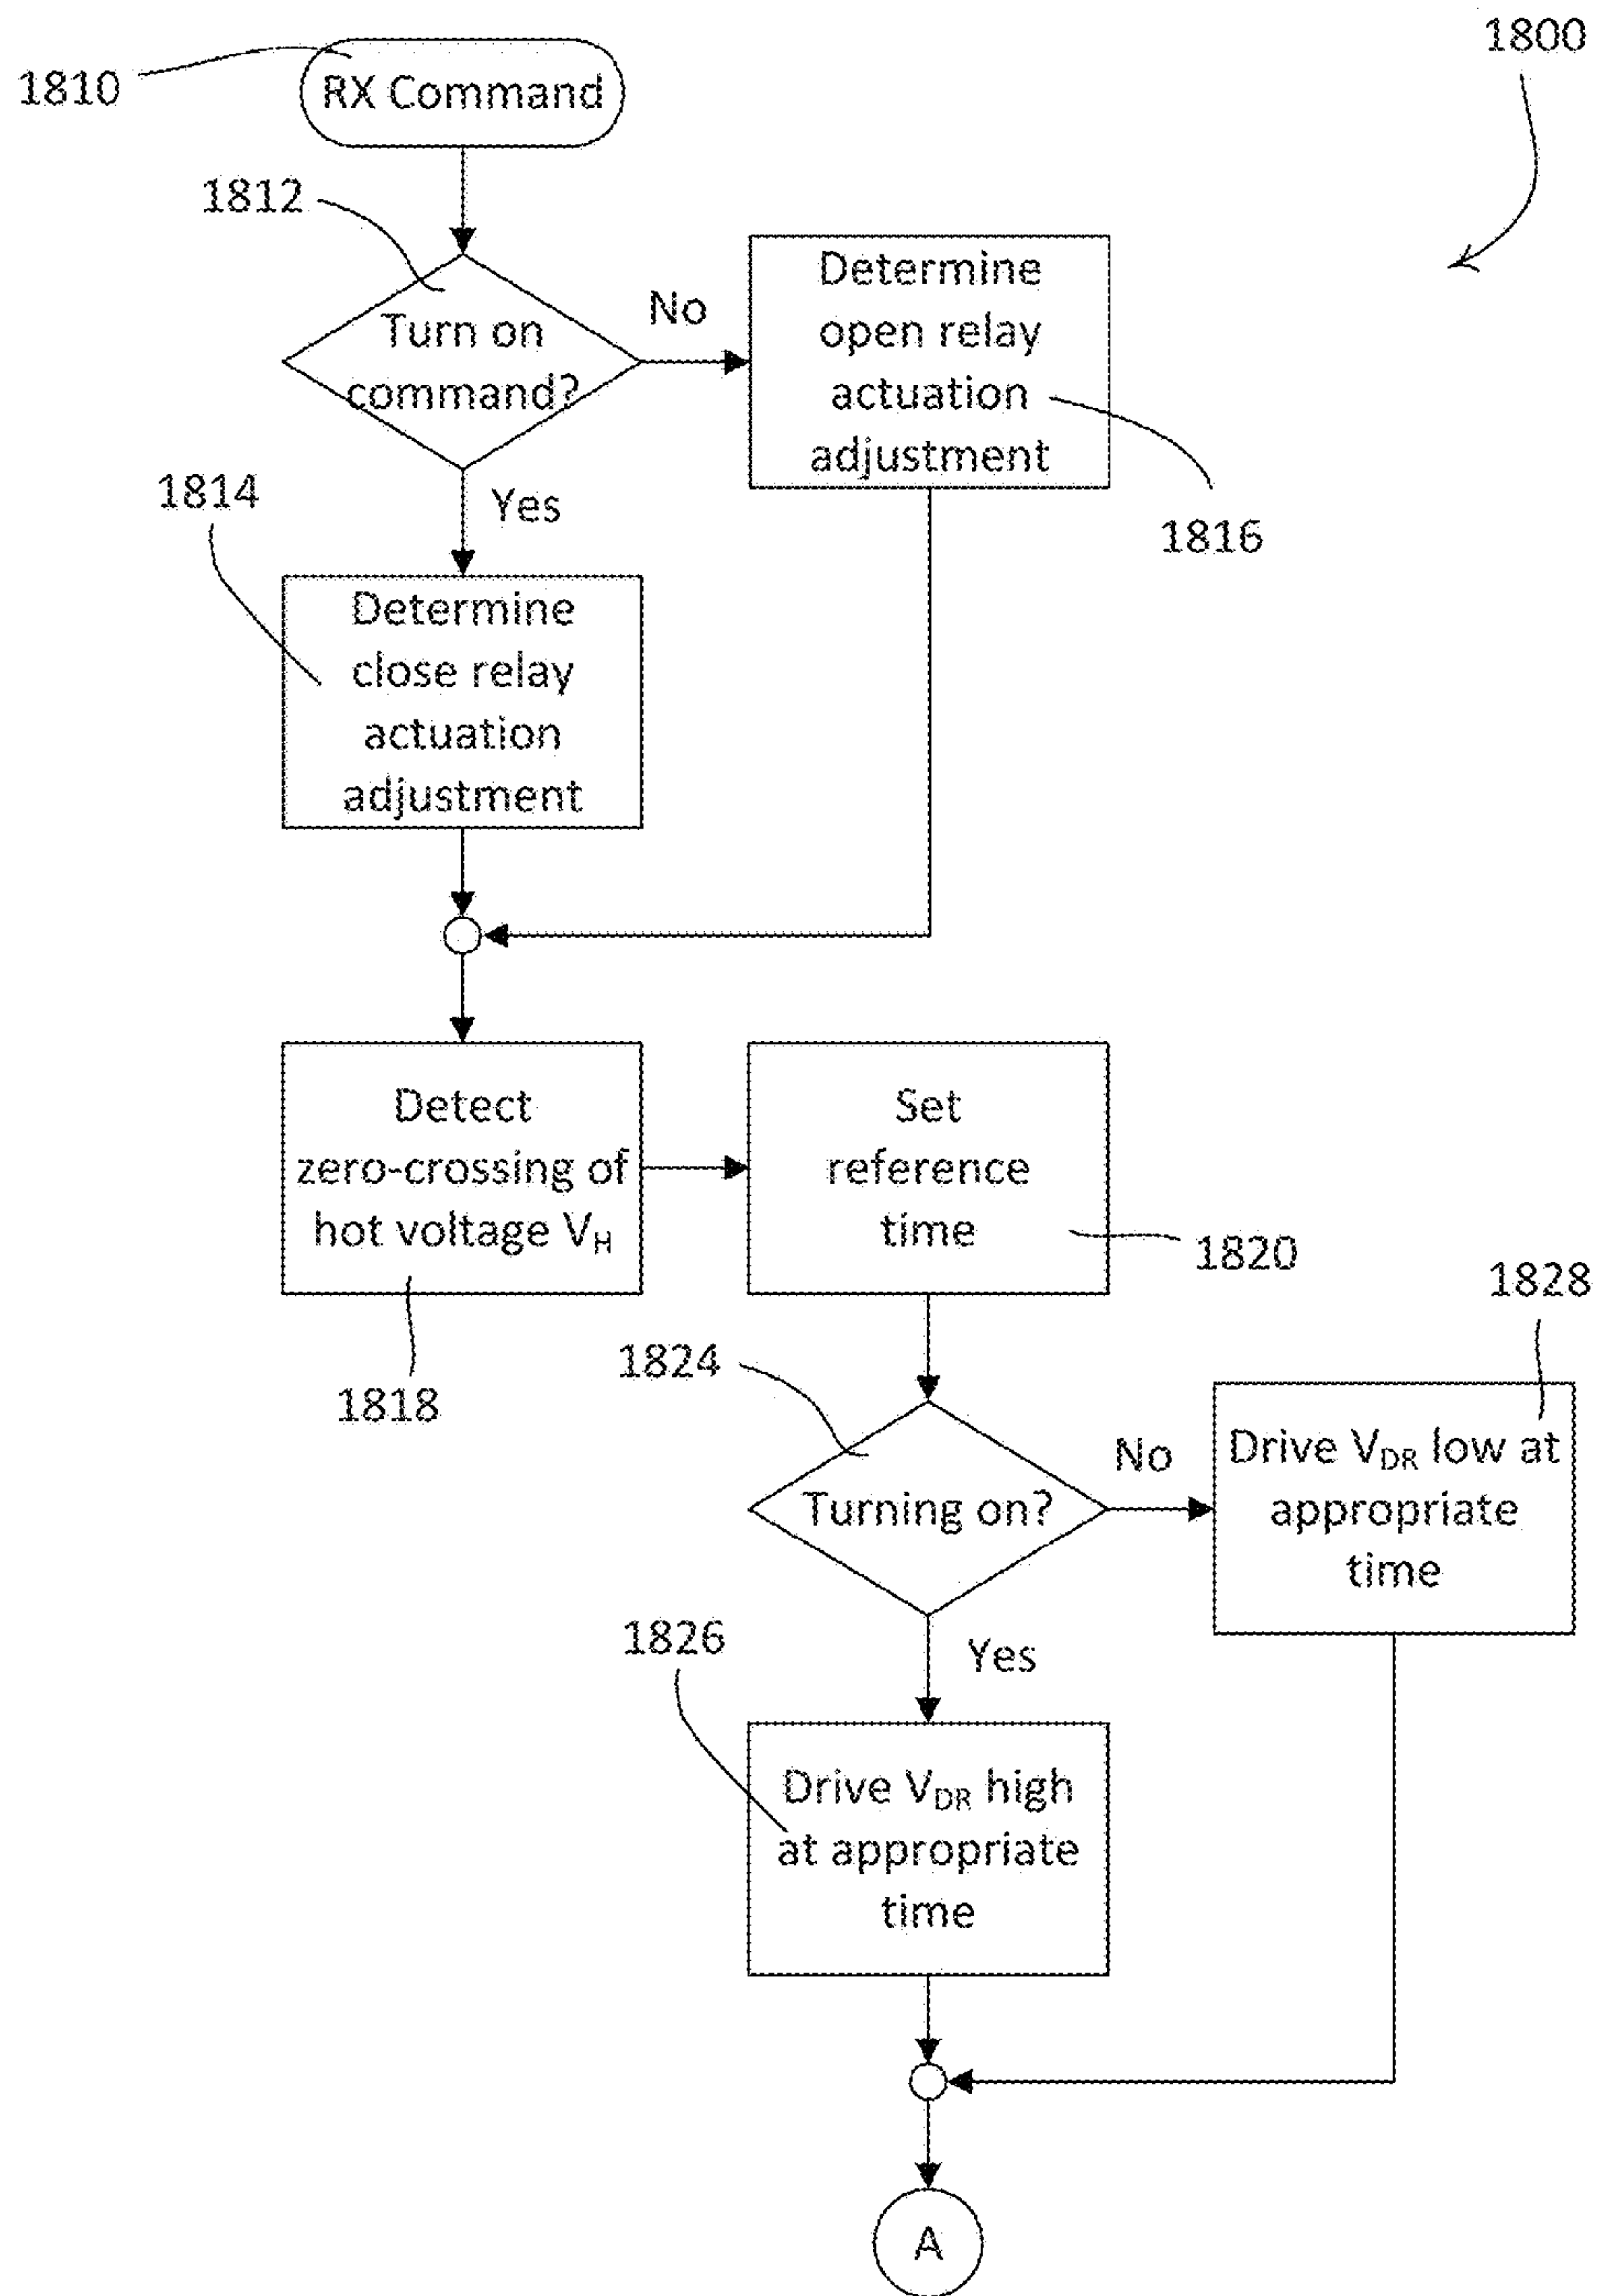 1800
1810
RX Command
1812
Turn on
command?
No
Determine
open relay
actuation
adjustment
1816
Yes
1814
Determine
close relay
actuation
adjustment
Detect
zero-crossing of
hot voltage VH
1818
Set
reference
time
1820
1824
Turning on?
No
1828
Drive VDR low at
appropriate
time
Yes
1826
Drive VDR high
at appropriate
time
A